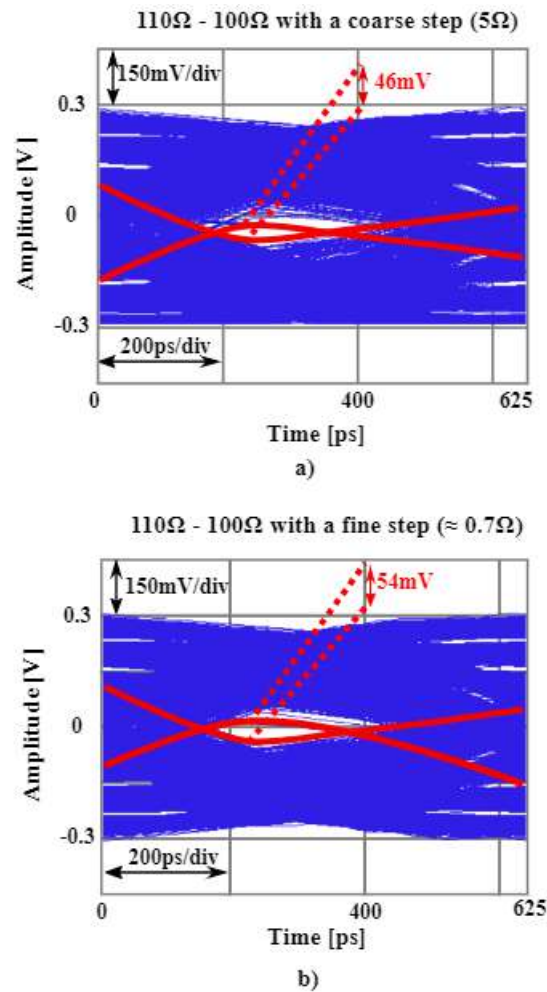 110Ω - 100Ω with a coarse step (5Ω)
150mV/div
46mV
0.3
0
-0.3
Amplitude [V]
200ps/div
0
400
625
Time [ps]
a)
110Ω - 100Ω with a fine step (≈ 0.7Ω)
150mV/div
54mV
0.3
0
-0.3
Amplitude [V]
200ps/div
0
400
625
Time [ps]
b)